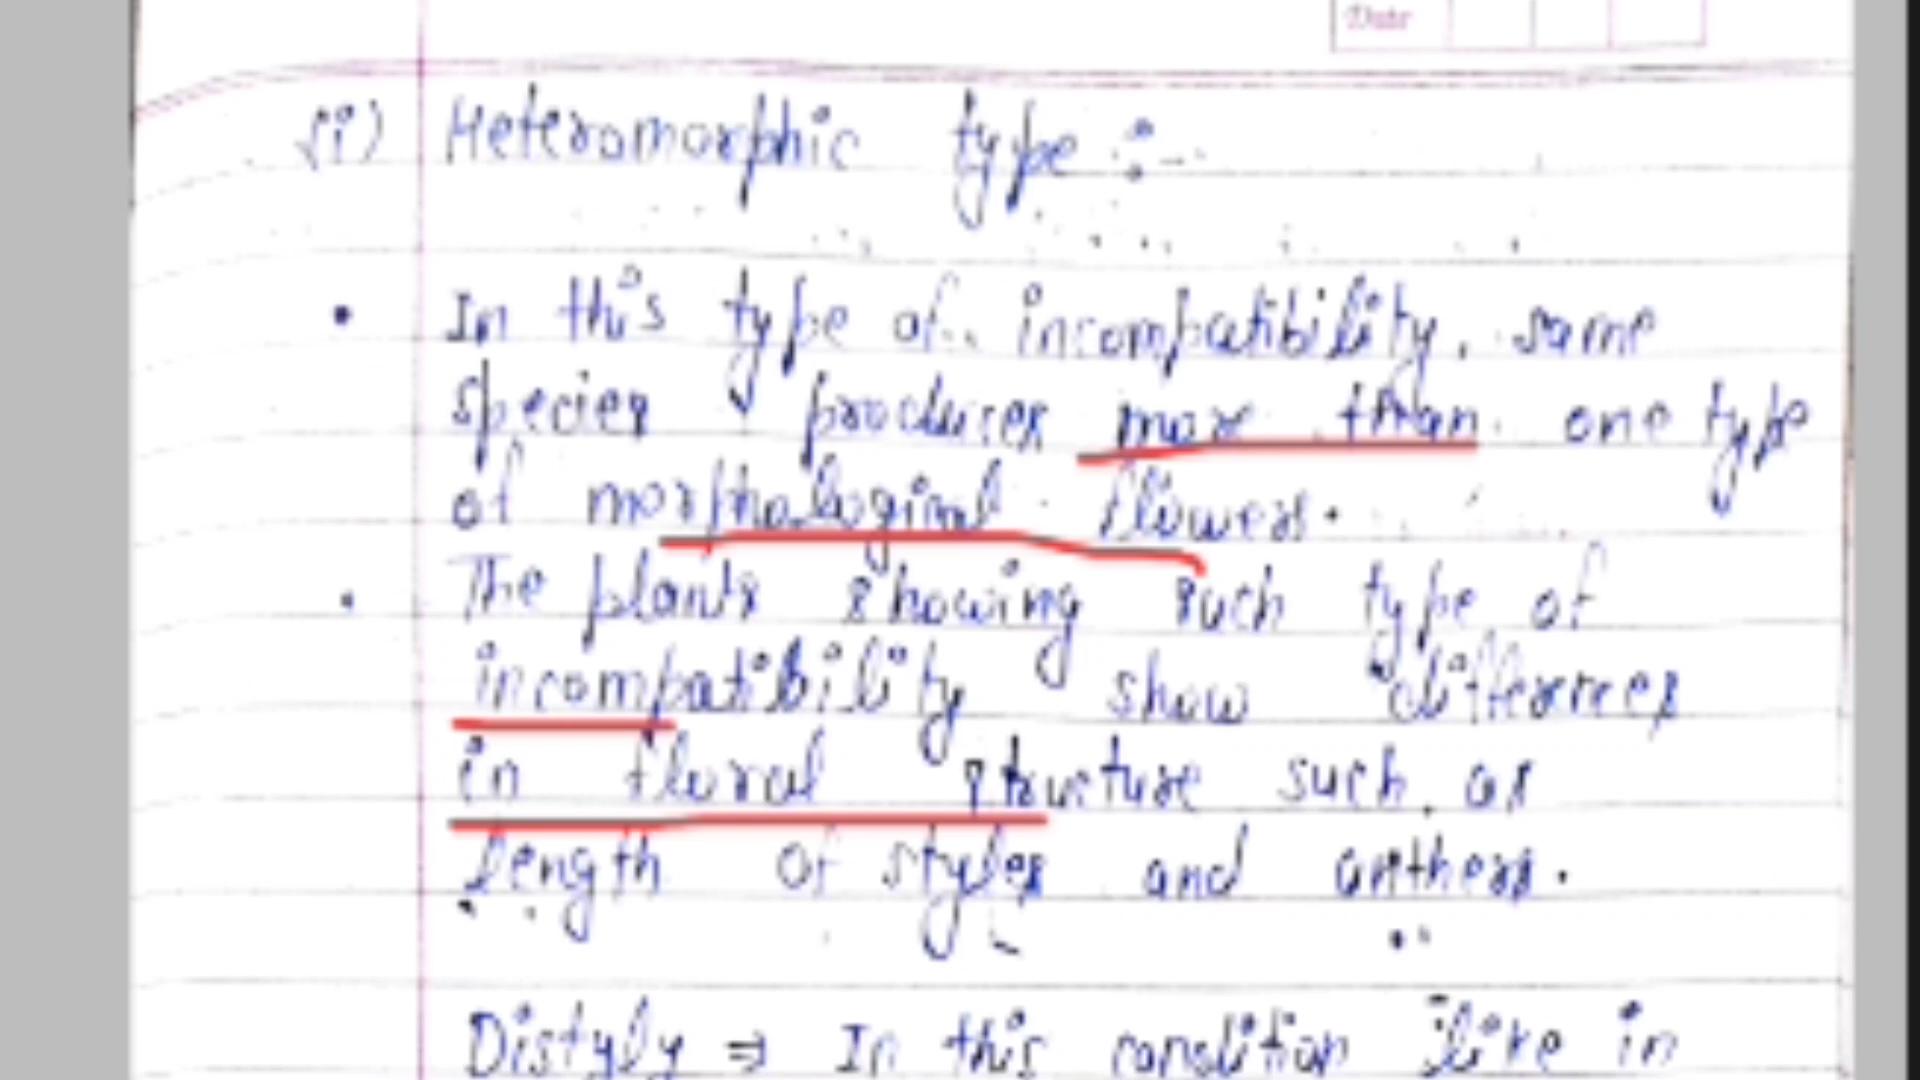 Date
(i) Heteromorphic type :-
• In this type of incompatibility, same
species produces more than one type
of morphological flowers.
• The plants showing such type of
incompatibility show differences
in floral structure such as
length of styles and anthers.
Distyly ⇒ In this condition like in